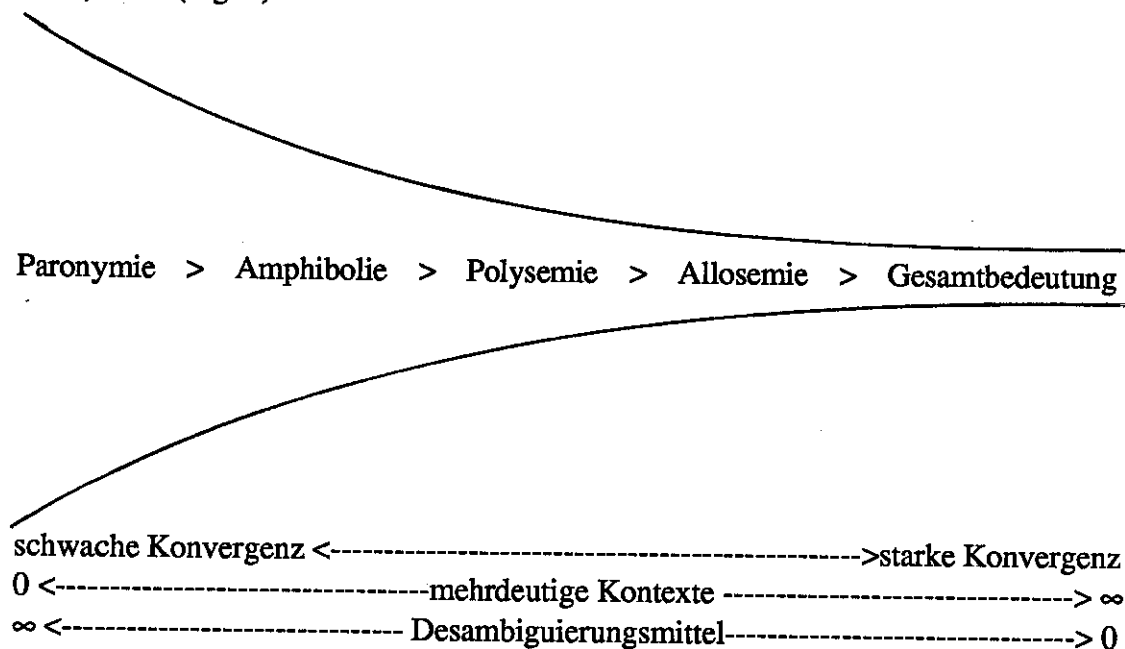 Paronymie > Amphibolie > Polysemie > Allosemie > Gesamtbedeutung
schwache Konvergenz <------------------------------------------------>starke Konvergenz
0 <-----------------------------------mehrdeutige Kontexte -----------------------------> ∞
∞ <------------------------------- Desambiguierungsmittel------------------------------> 0